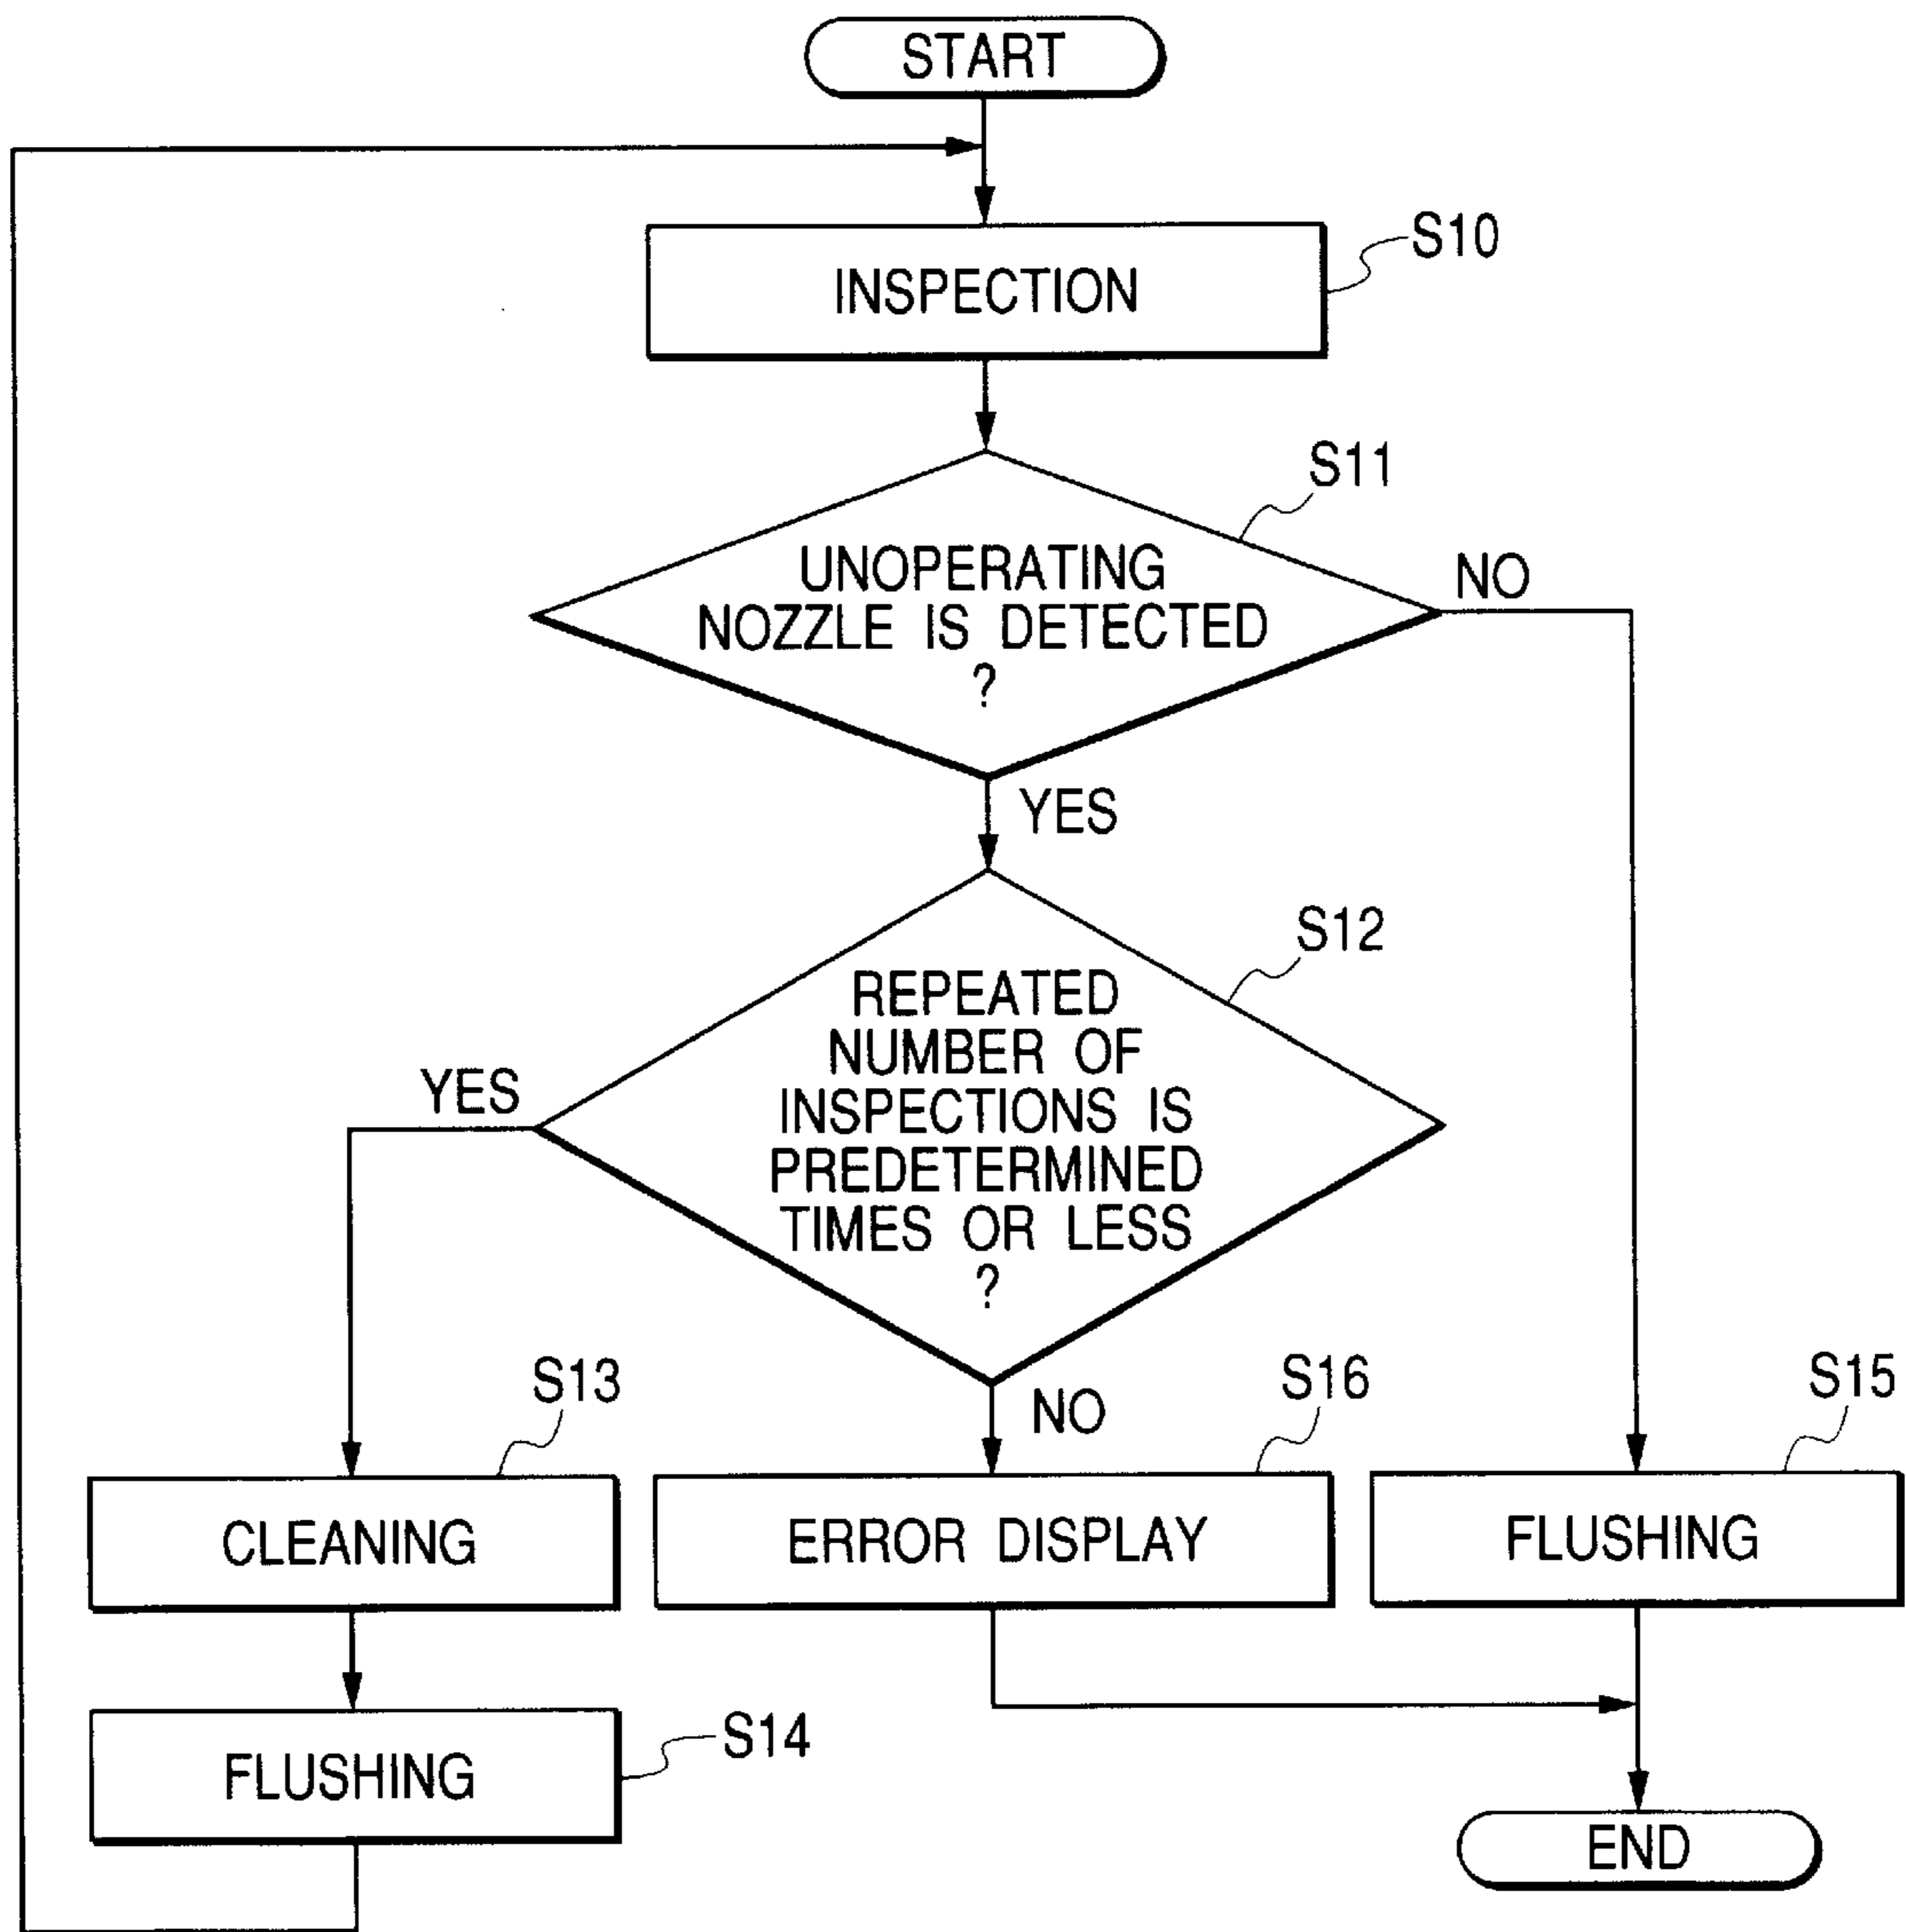 START
INSPECTION
S10
UNOPERATING
NOZZLE IS DETECTED
?
S11
NO
YES
REPEATED
NUMBER OF
INSPECTIONS IS
PREDETERMINED
TIMES OR LESS
?
S12
YES
NO
S13
CLEANING
S16
ERROR DISPLAY
S15
FLUSHING
FLUSHING
S14
END